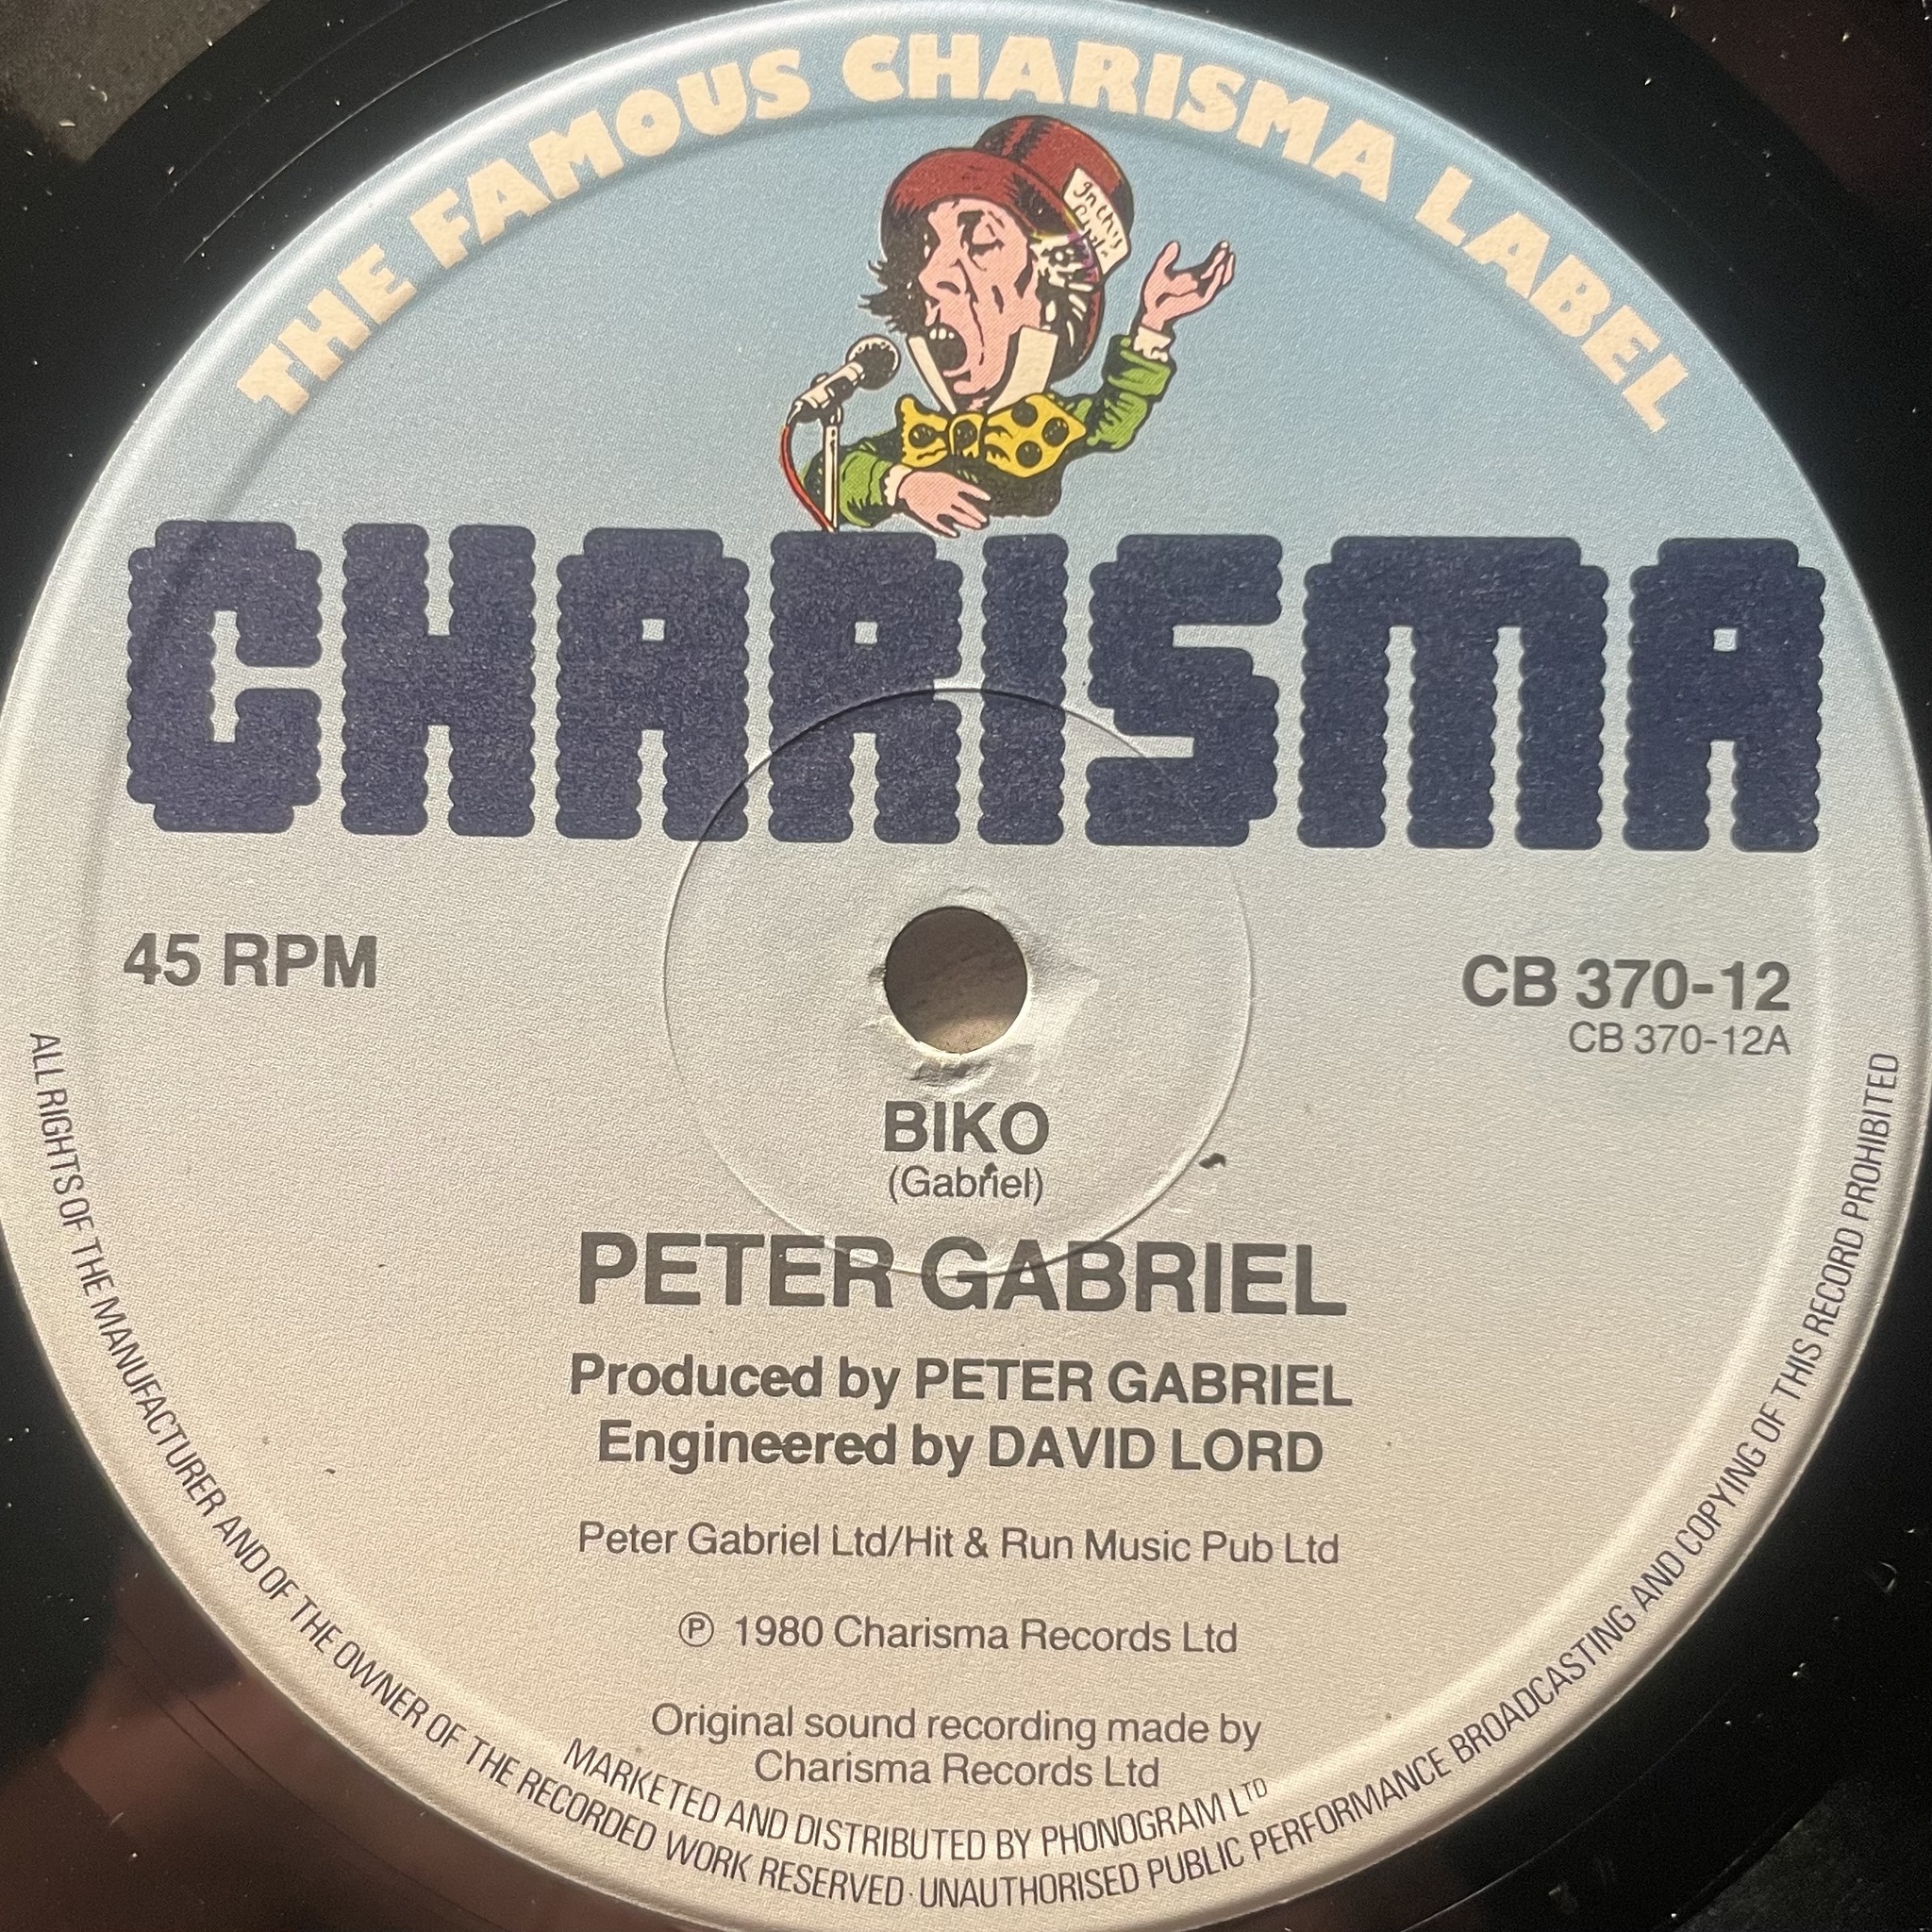 THE FAMOUS CHARISMA LABEL
In this
CHARISMA
45 RPM
CB 370-12
CB 370-12A
BIKO
(Gabriel)
PETER GABRIEL
Produced by PETER GABRIEL
Engineered by DAVID LORD
Peter Gabriel Ltd/Hit & Run Music Pub Ltd
℗ 1980 Charisma Records Ltd
Original sound recording made by
Charisma Records Ltd
MARKETED AND DISTRIBUTED BY PHONOGRAM LTD
ALL RIGHTS OF THE MANUFACTURER AND OF THE OWNER OF THE RECORDED WORK RESERVED · UNAUTHORISED PUBLIC PERFORMANCE BROADCASTING AND COPYING OF THIS RECORD PROHIBITED